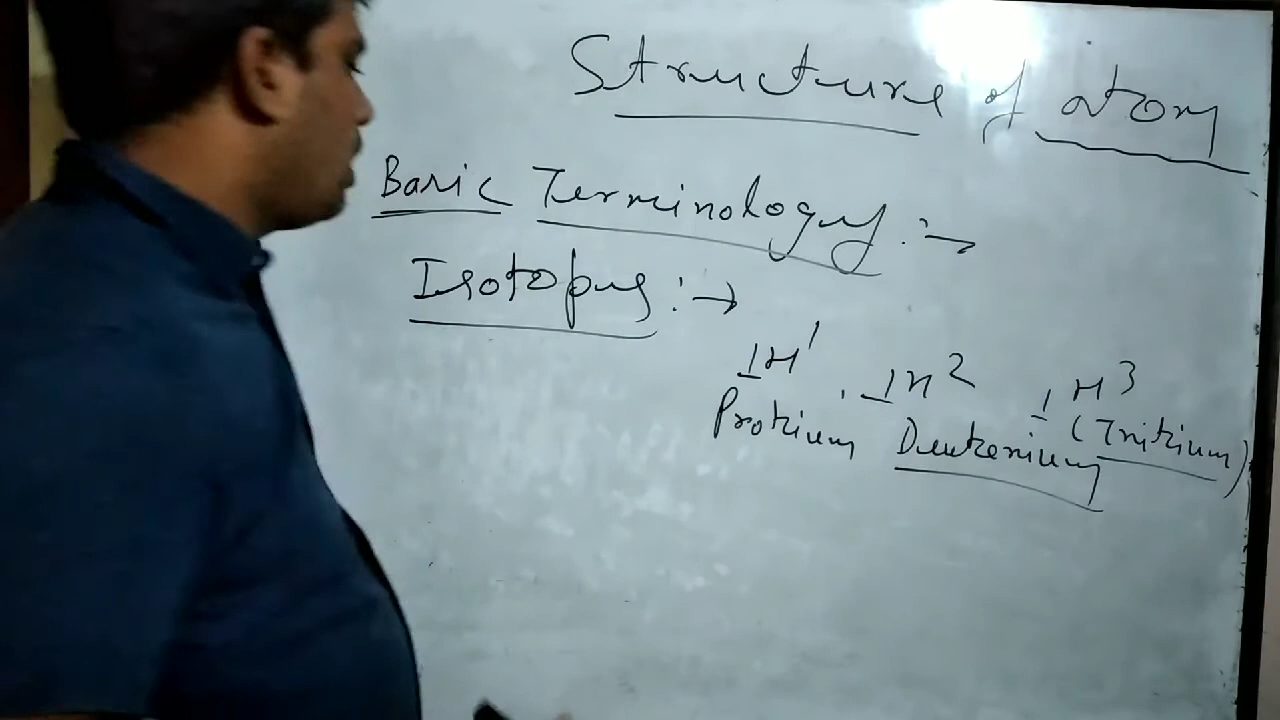 Structure of atom
Basic Terminology :→
Isotopes :→
₁H¹ , ₁H² ₁H³
Protium Deuterium (Tritium)